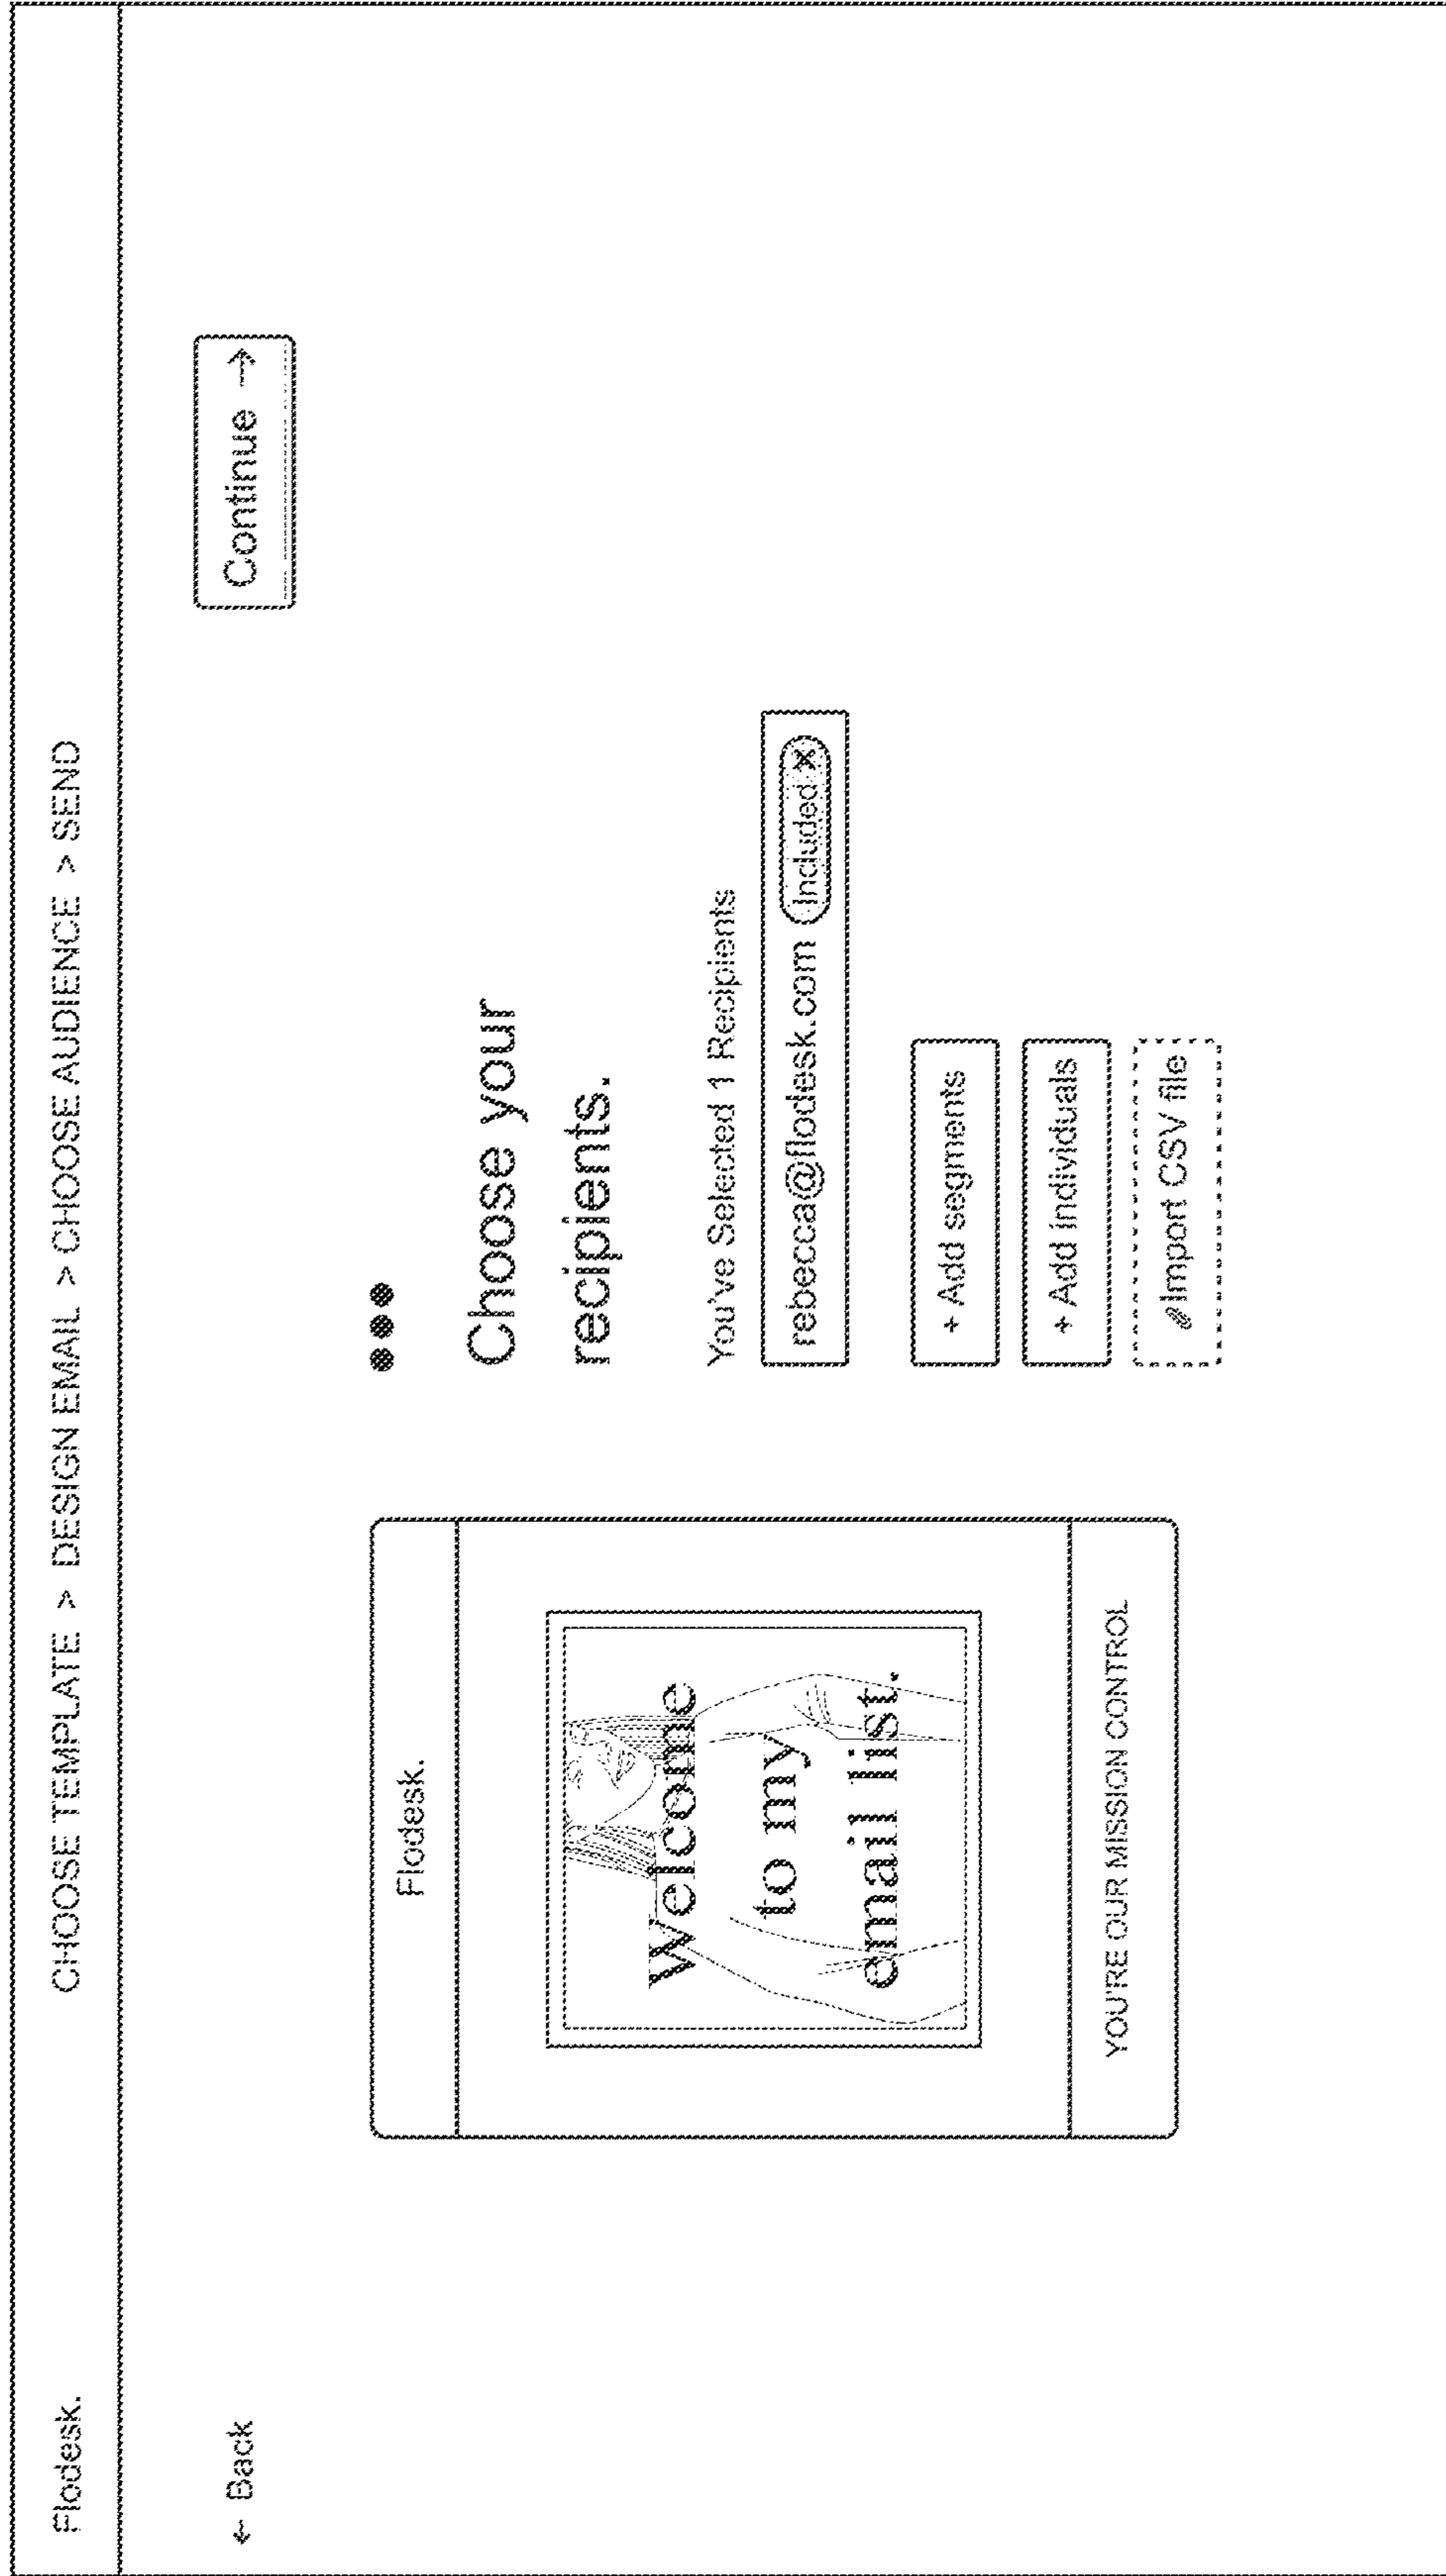 Flodesk.
CHOOSE TEMPLATE > DESIGN EMAIL > CHOOSE AUDIENCE > SEND
← Back
Continue →
Flodesk.
welcome
to my
email list.
YOU'RE OUR MISSION CONTROL
Choose your
recipients.
You've Selected 1 Recipients
rebecca@flodesk.com Included ×
+ Add segments
+ Add individuals
Import CSV file